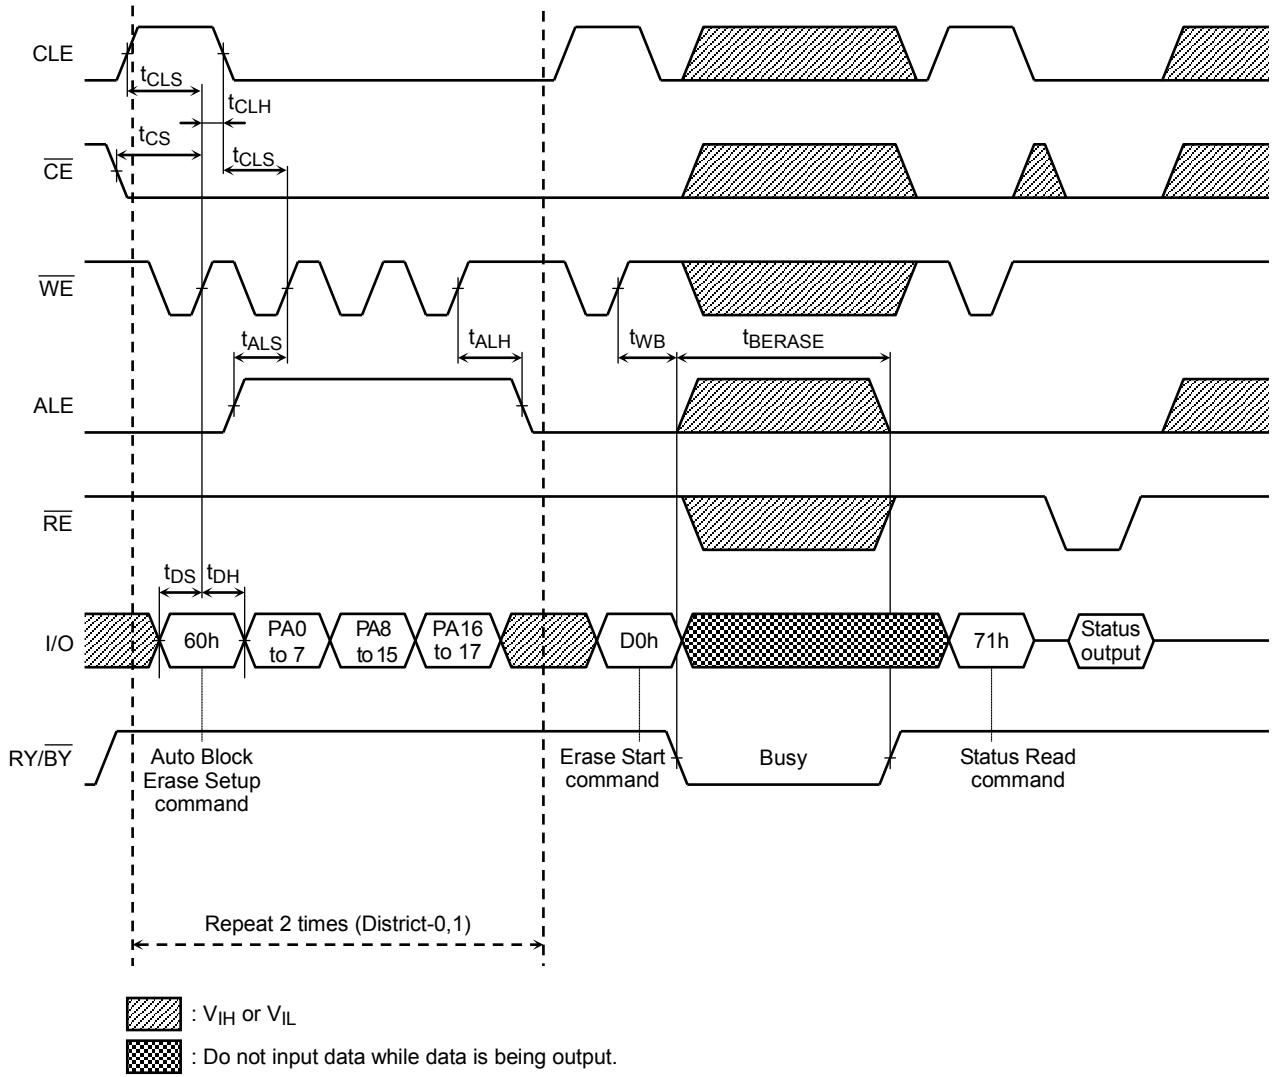 CLE
tCLS
tCLH
tCS
tCLS
CE
WE
tALS
tALH
tWB
tBERASE
ALE
RE
tDS
tDH
I/O
60h
PA0
to 7
PA8
to 15
PA16
to 17
D0h
71h
Status
output
RY/BY
Auto Block
Erase Setup
command
Erase Start
command
Busy
Status Read
command
Repeat 2 times (District-0,1)
: VIH or VIL
: Do not input data while data is being output.